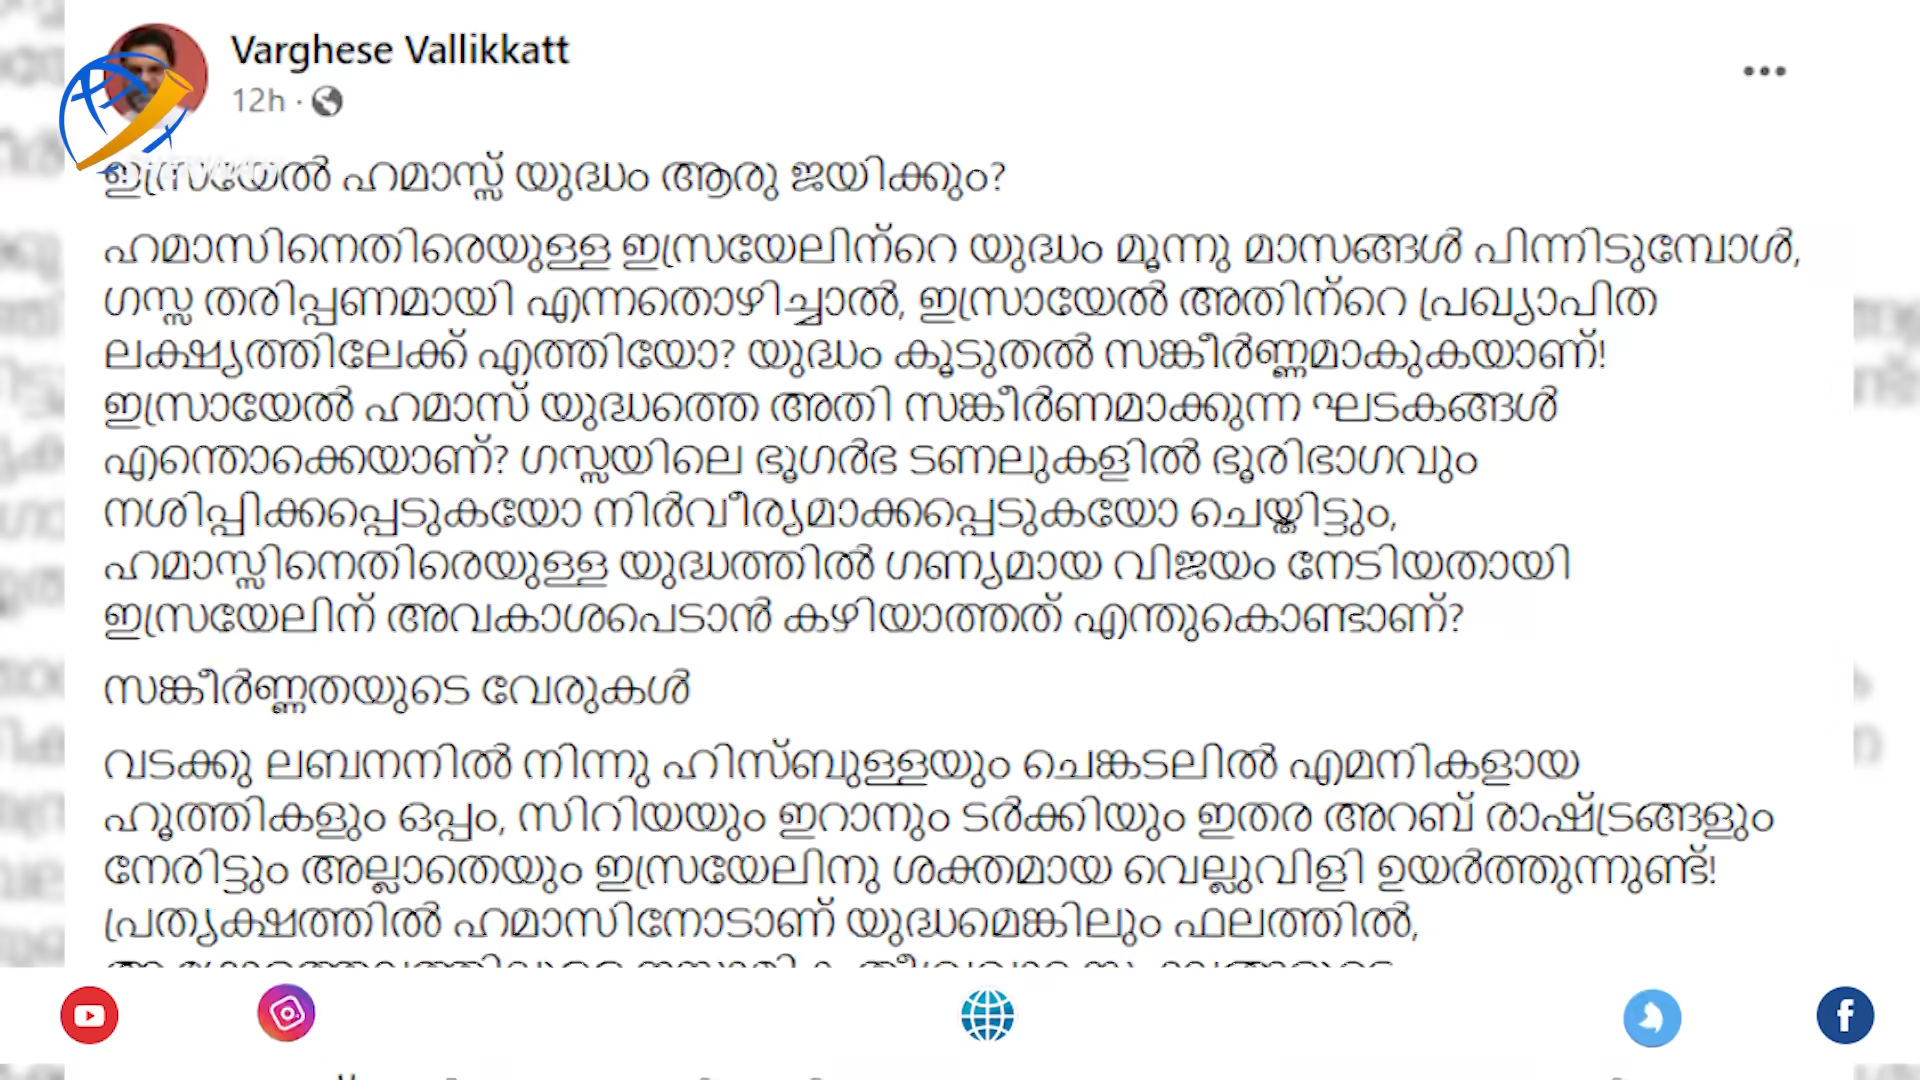 Varghese Vallikkatt
12h ·
ഇസ്രയേൽ ഹമാസ്സ് യുദ്ധം ആരു ജയിക്കും?
ഹമാസിനെതിരെയുള്ള ഇസ്രയേലിന്റെ യുദ്ധം മൂന്നു മാസങ്ങൾ പിന്നിടുമ്പോൾ,
ഗസ്സ തരിപ്പണമായി എന്നതൊഴിച്ചാൽ, ഇസ്രായേൽ അതിന്റെ പ്രഖ്യാപിത
ലക്ഷ്യത്തിലേക്ക് എത്തിയോ? യുദ്ധം കൂടുതൽ സങ്കീർണ്ണമാകുകയാണ്!
ഇസ്രായേൽ ഹമാസ് യുദ്ധത്തെ അതി സങ്കീർണമാക്കുന്ന ഘടകങ്ങൾ
എന്തൊക്കെയാണ്? ഗസ്സയിലെ ഭൂഗർഭ ടണലുകളിൽ ഭൂരിഭാഗവും
നശിപ്പിക്കപ്പെടുകയോ നിർവീര്യമാക്കപ്പെടുകയോ ചെയ്തിട്ടും,
ഹമാസ്സിനെതിരെയുള്ള യുദ്ധത്തിൽ ഗണ്യമായ വിജയം നേടിയതായി
ഇസ്രയേലിന് അവകാശപെടാൻ കഴിയാത്തത് എന്തുകൊണ്ടാണ്?
സങ്കീർണ്ണതയുടെ വേരുകൾ
വടക്കു ലബനനിൽ നിന്നു ഹിസ്ബുള്ളയും ചെങ്കടലിൽ എമനികളായ
ഹൂത്തികളും ഒപ്പം, സിറിയയും ഇറാനും ടർക്കിയും ഇതര അറബ് രാഷ്ട്രങ്ങളും
നേരിട്ടും അല്ലാതെയും ഇസ്രയേലിനു ശക്തമായ വെല്ലുവിളി ഉയർത്തുന്നുണ്ട്!
പ്രത്യക്ഷത്തിൽ ഹമാസിനോടാണ് യുദ്ധമെങ്കിലും ഫലത്തിൽ,